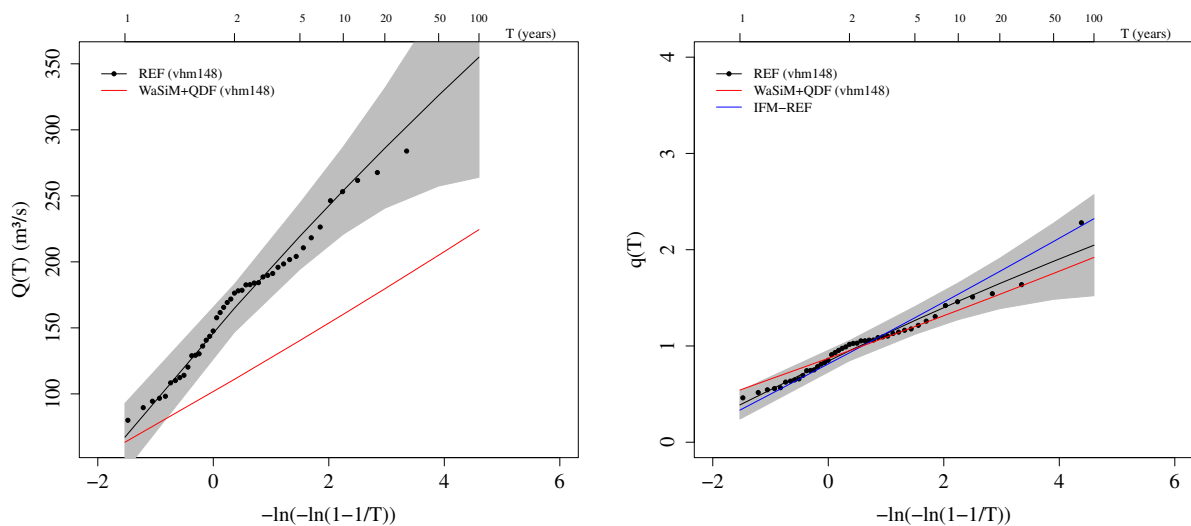 1 2 5 10 20 50 100 T (years)
REF (vhm148)
WaSiM+QDF (vhm148)
Q(T) (m³/s)
350
300
250
200
150
100
−2 0 2 4 6
−ln(−ln(1−1/T))
1 2 5 10 20 50 100 T (years)
REF (vhm148)
WaSiM+QDF (vhm148)
IFM−REF
q(T)
4
3
2
1
0
−2 0 2 4 6
−ln(−ln(1−1/T))